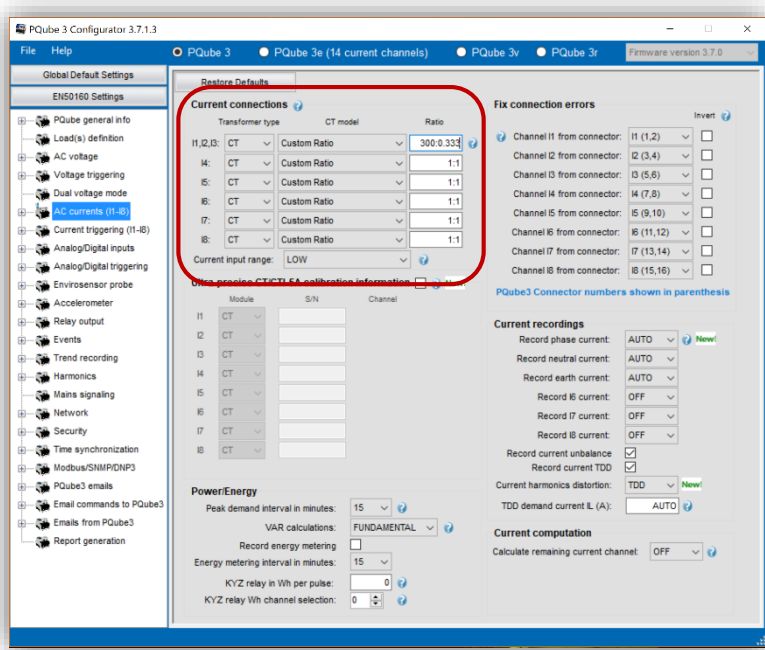 PQube 3 Configurator 3.7.1.3
File Help
PQube 3 PQube 3e (14 current channels) PQube 3v PQube 3r Firmware version 3.7.0
Global Default Settings
EN50160 Settings
PQube general info
Load(s) definition
AC voltage
Voltage triggering
Dual voltage mode
AC currents (I1-I8)
Current triggering (I1-I8)
Analog/Digital inputs
Analog/Digital triggering
Envirosensor probe
Accelerometer
Relay output
Events
Trend recording
Harmonics
Mains signaling
Network
Security
Time synchronization
Modbus/SNMP/DNP3
PQube3 emails
Email commands to PQube3
Emails from PQube3
Report generation
Restore Defaults
Current connections
Transformer type CT model Ratio
I1,I2,I3: CT Custom Ratio 300:0.333
I4: CT Custom Ratio 1:1
I5: CT Custom Ratio 1:1
I6: CT Custom Ratio 1:1
I7: CT Custom Ratio 1:1
I8: CT Custom Ratio 1:1
Current input range: LOW
Ultra precise CT/CTI 5A calibration information
Module S/N Channel
I1 CT
I2 CT
I3 CT
I4 CT
I5 CT
I6 CT
I7 CT
I8 CT
Power/Energy
Peak demand interval in minutes: 15
VAR calculations: FUNDAMENTAL
Record energy metering
Energy metering interval in minutes: 15
KYZ relay in Wh per pulse: 0
KYZ relay Wh channel selection: 0
Fix connection errors
Invert
Channel I1 from connector: I1 (1,2)
Channel I2 from connector: I2 (3,4)
Channel I3 from connector: I3 (5,6)
Channel I4 from connector: I4 (7,8)
Channel I5 from connector: I5 (9,10)
Channel I6 from connector: I6 (11,12)
Channel I7 from connector: I7 (13,14)
Channel I8 from connector: I8 (15,16)
PQube3 Connector numbers shown in parenthesis
Current recordings
Record phase current: AUTO New!
Record neutral current: AUTO
Record earth current: AUTO
Record I6 current: OFF
Record I7 current: OFF
Record I8 current: OFF
Record current unbalance
Record current TDD
Current harmonics distortion: TDD New!
TDD demand current IL (A): AUTO
Current computation
Calculate remaining current channel: OFF